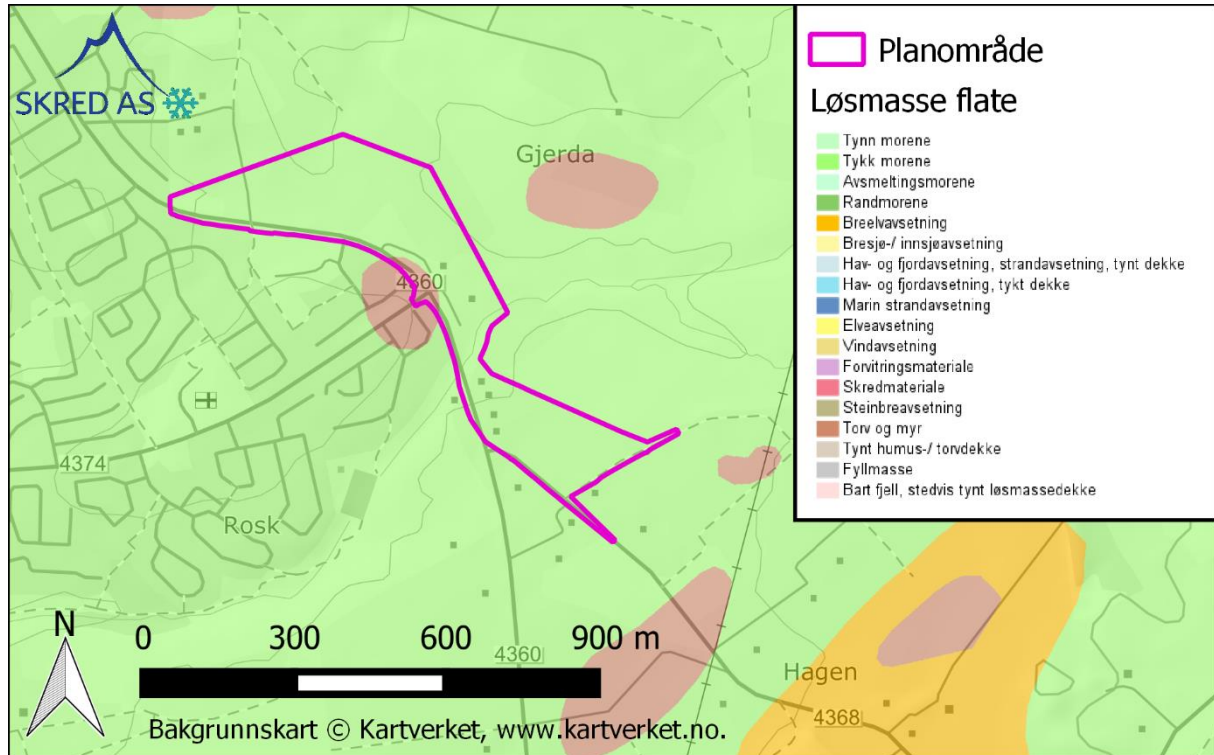 SKRED AS
Planområde
Løsmasse flate
Tynn morene
Tykk morene
Avsmeltingsmorene
Randmorene
Breelvavsetning
Bresjø-/ innsjøavsetning
Hav- og fjordavsetning, strandavsetning, tynt dekke
Hav- og fjordavsetning, tykt dekke
Marin strandavsetning
Elveavsetning
Vindavsetning
Forvitringsmateriale
Skredmateriale
Steinbreavsetning
Torv og myr
Tynt humus-/ torvdekke
Fyllmasse
Bart fjell, stedvis tynt løsmassedekke
Gjerda
4360
4374
Rosk
N
0 300 600 900 m
4360
Hagen
4368
Bakgrunnskart © Kartverket, www.kartverket.no.